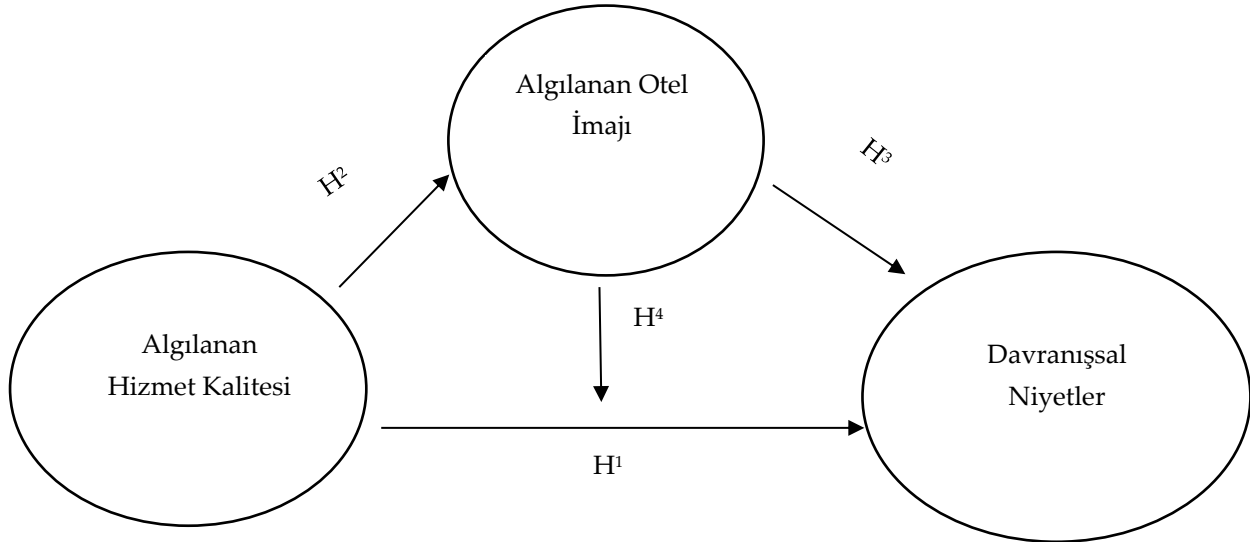 Algılanan Otel
İmajı
H²
H³
H⁴
Algılanan
Hizmet Kalitesi
Davranışsal
Niyetler
H¹